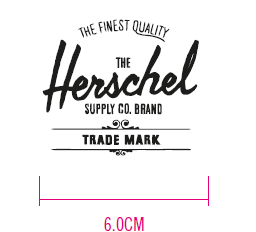 THE FINEST QUALITY
THE
Herschel
SUPPLY CO. BRAND
TRADE MARK
6.0CM